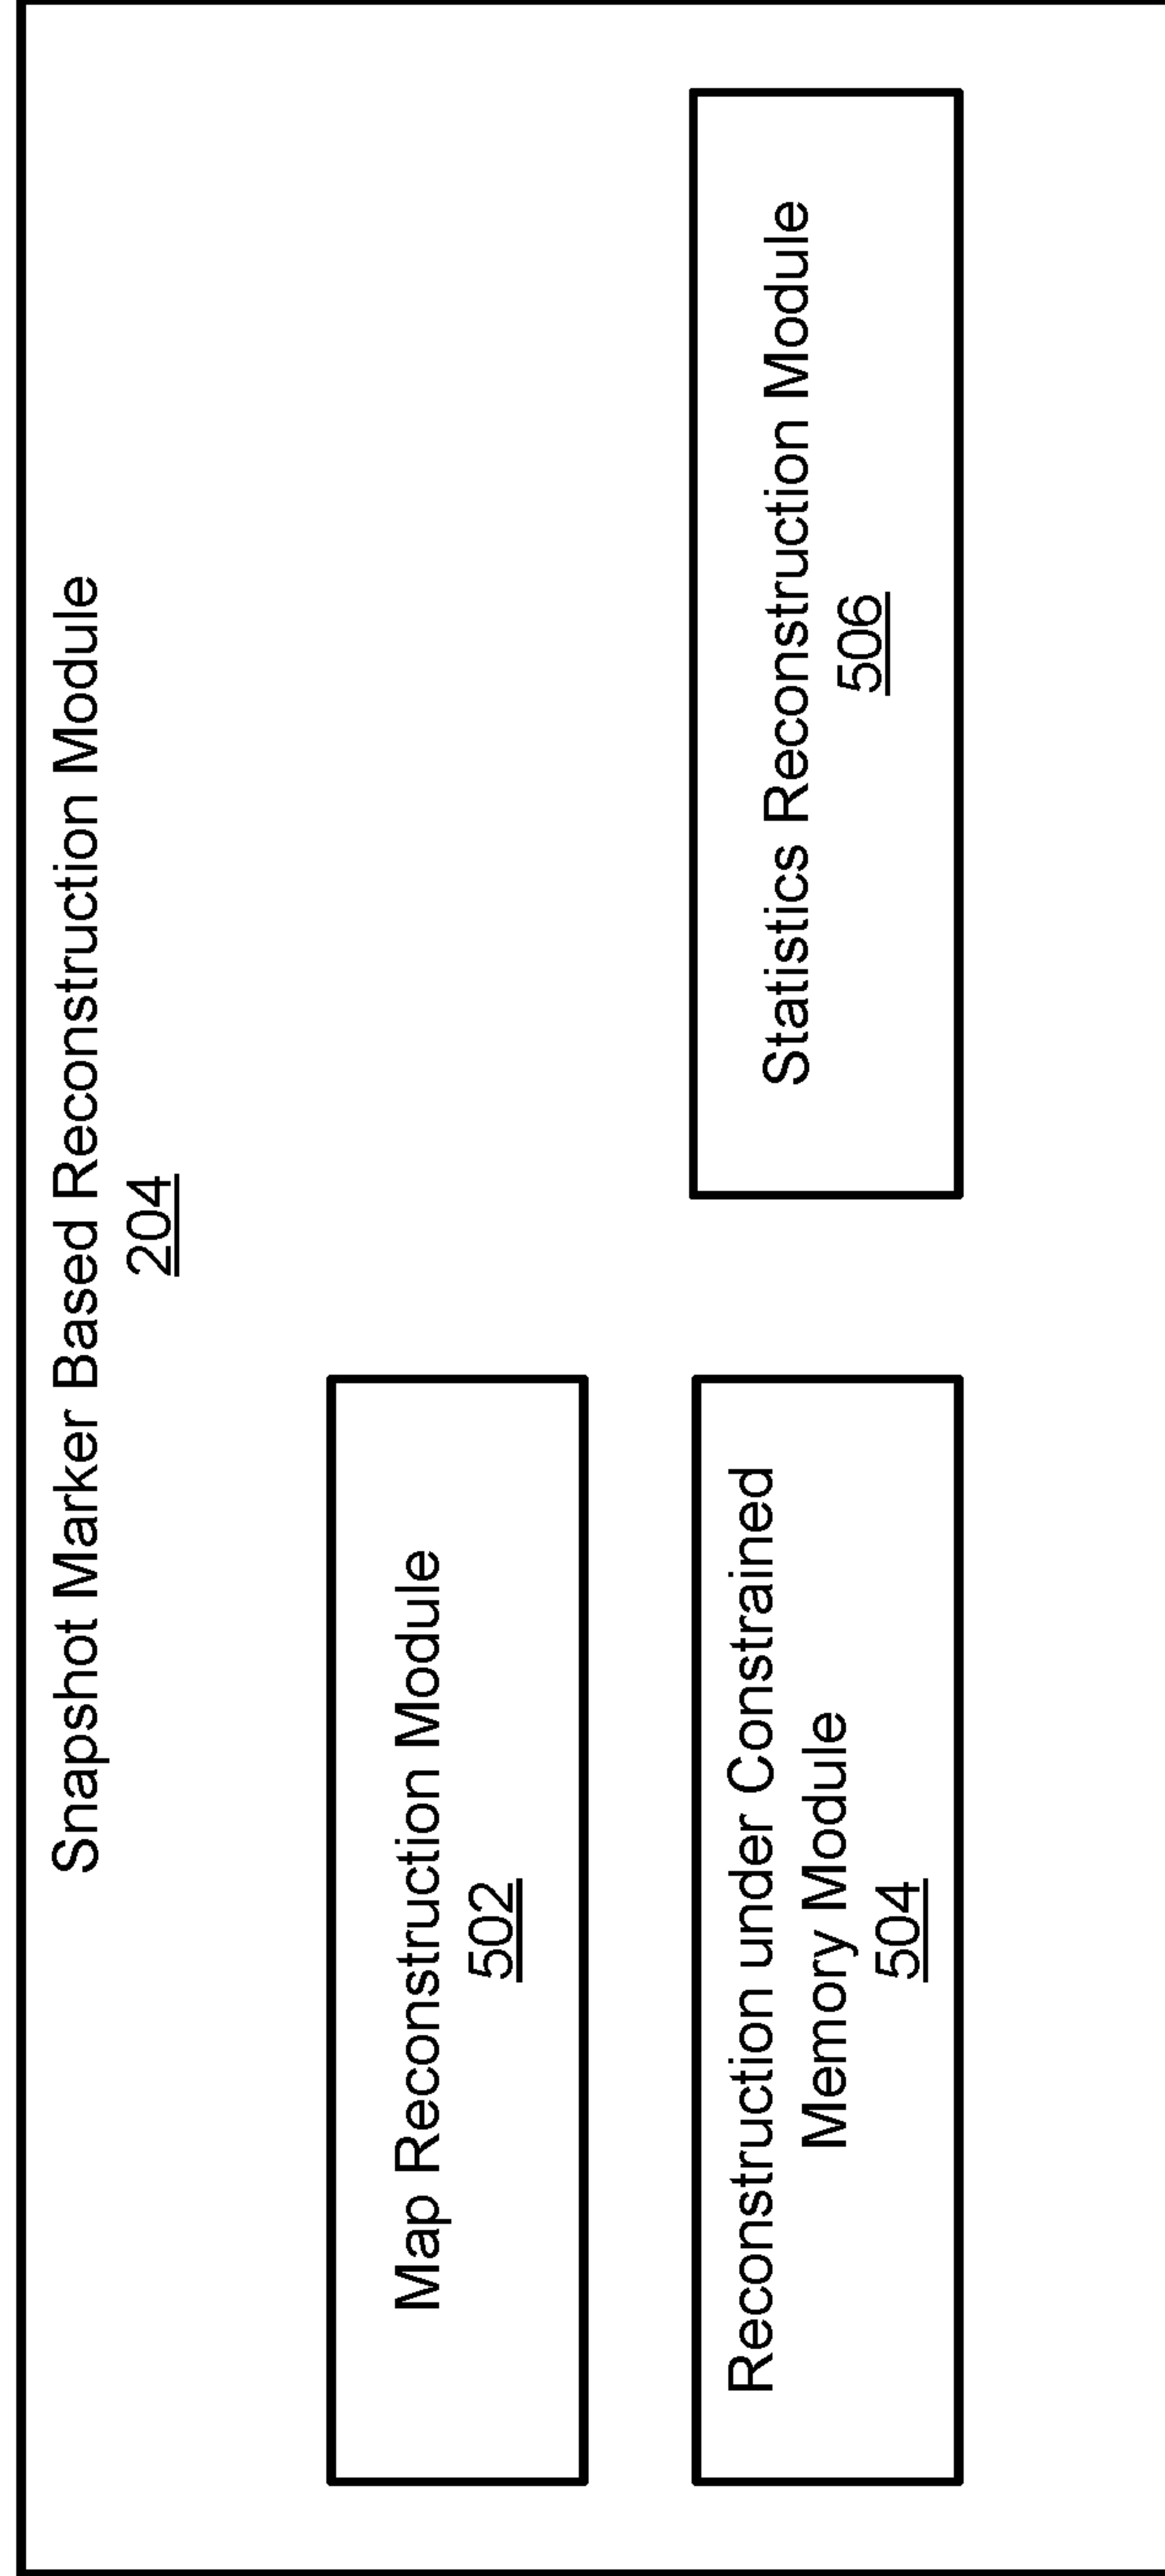 Snapshot Marker Based Reconstruction Module
204
Map Reconstruction Module
502
Reconstruction under Constrained
Memory Module
504
Statistics Reconstruction Module
506